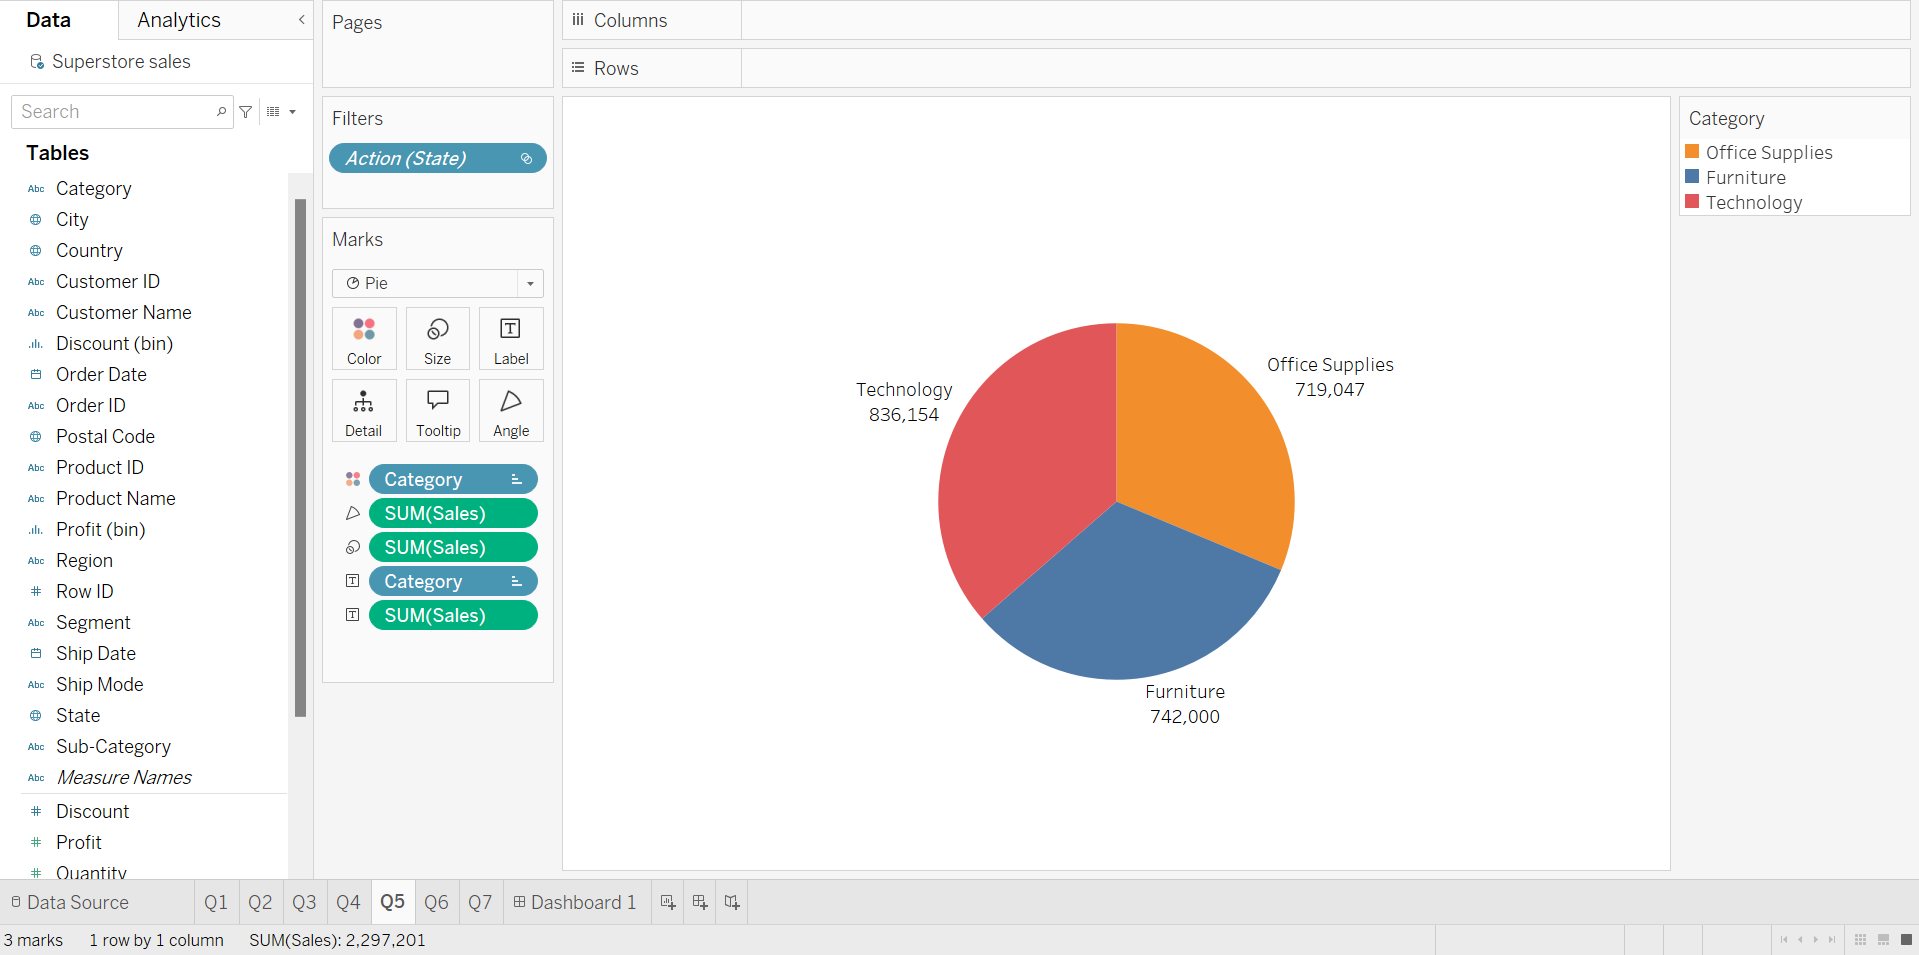 Data
Analytics
Superstore sales
Search
Tables
Abc Category
City
Country
Abc Customer ID
Abc Customer Name
Discount (bin)
Order Date
Abc Order ID
Postal Code
Abc Product ID
Abc Product Name
Profit (bin)
Abc Region
# Row ID
Abc Segment
Ship Date
Abc Ship Mode
State
Abc Sub-Category
Abc Measure Names
# Discount
# Profit
# Quantity
Pages
Filters
Action (State)
Marks
Pie
Color
Size
Label
Detail
Tooltip
Angle
Category
SUM(Sales)
SUM(Sales)
Category
SUM(Sales)
Columns
Rows
Technology
836,154
Office Supplies
719,047
Furniture
742,000
Category
Office Supplies
Furniture
Technology
Data Source
Q1
Q2
Q3
Q4
Q5
Q6
Q7
Dashboard 1
3 marks
1 row by 1 column
SUM(Sales): 2,297,201